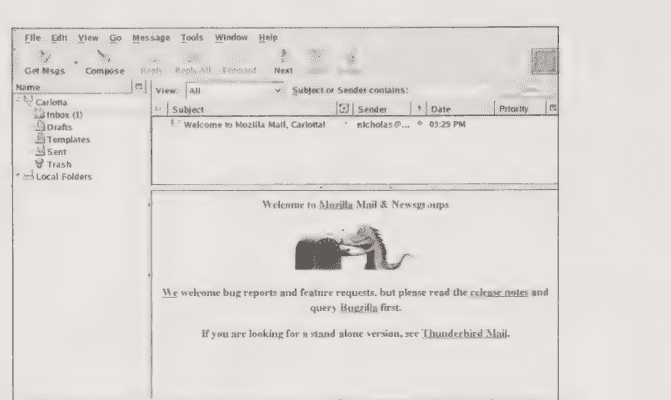 File Edit View Go Message Tools Window Help
Get Msgs Compose Reply Reply All Forward Next
Name
View: All Subject or Sender contains:
Subject Sender Date Priority
Carlotta
Inbox (1)
Drafts
Templates
Sent
Trash
Local Folders
Welcome to Mozilla Mail, Carlotta! nicholas@... 03:29 PM
Welcome to Mozilla Mail & Newsgroups
We welcome bug reports and feature requests, but please read the release notes and
query Bugzilla first.
If you are looking for a stand alone version, see Thunderbird Mail.